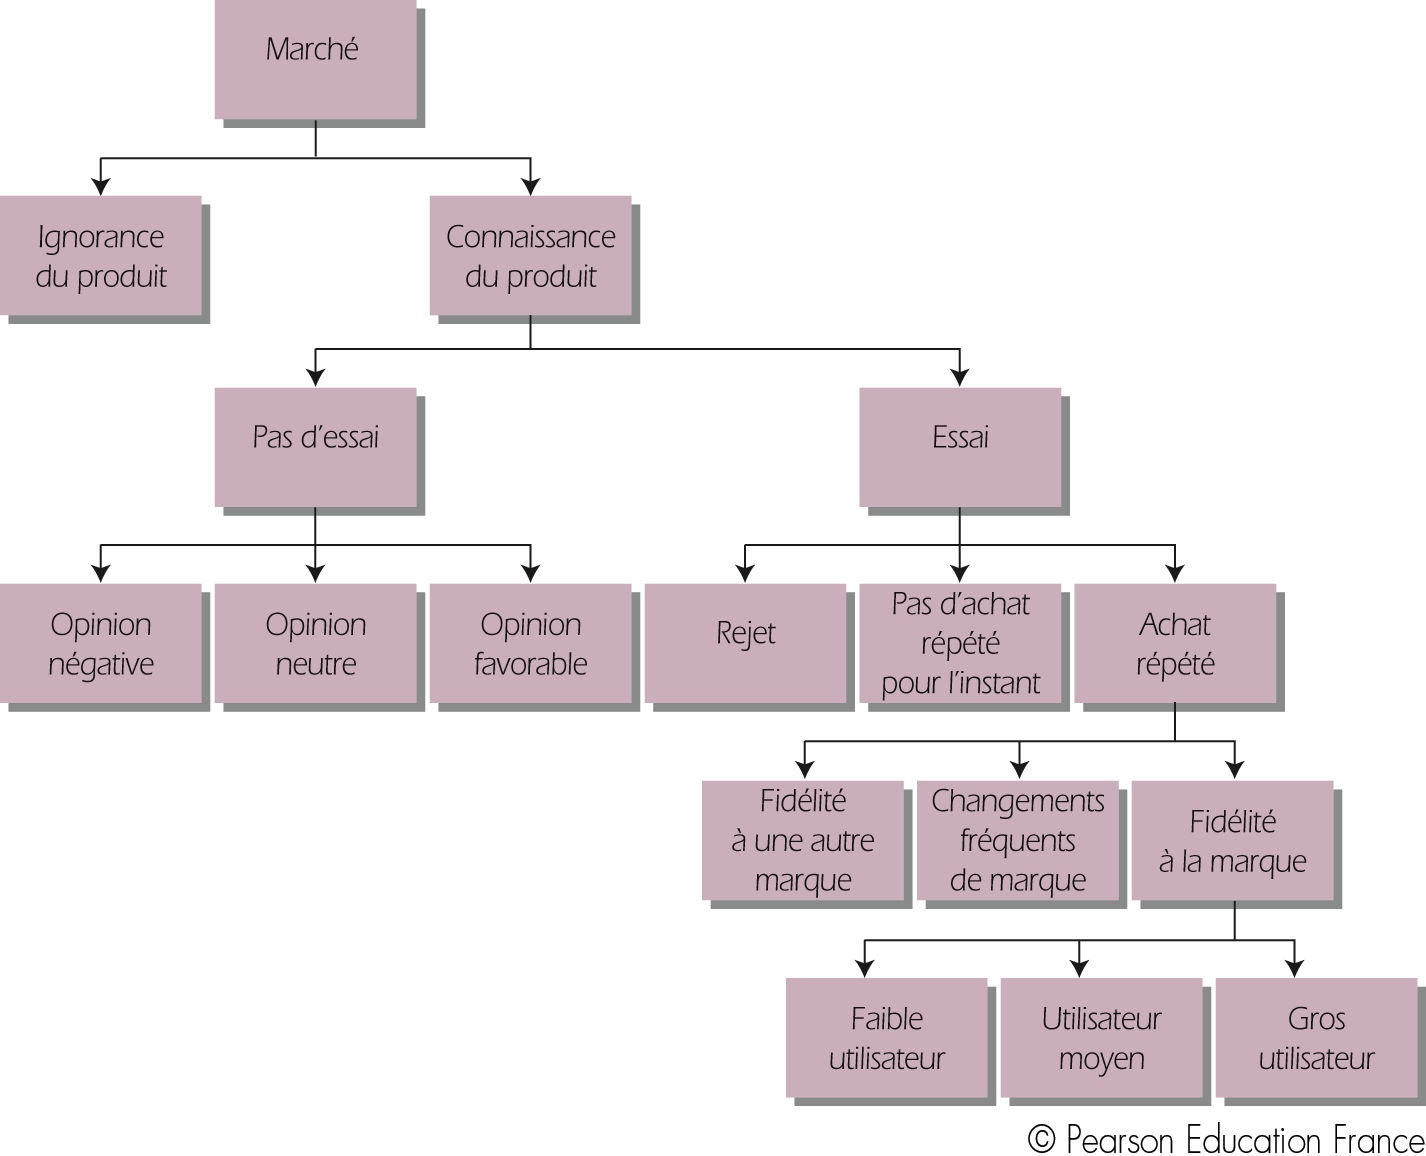 Marché
Ignorance
du produit
Connaissance
du produit
Pas d'essai
Essai
Opinion
négative
Opinion
neutre
Opinion
favorable
Rejet
Pas d'achat
répété
pour l'instant
Achat
répété
Fidélité
à une autre
marque
Changements
fréquents
de marque
Fidélité
à la marque
Faible
utilisateur
Utilisateur
moyen
Gros
utilisateur
© Pearson Education France